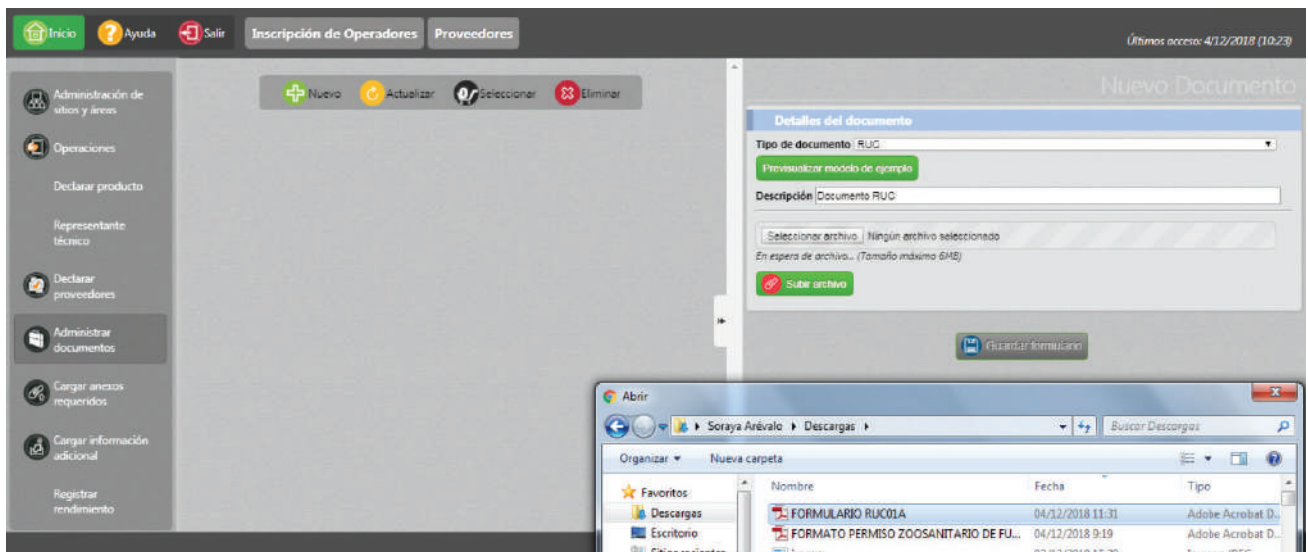 Inicio
Ayuda
Salir
Inscripción de Operadores
Proveedores
Últimos acceso: 4/12/2018 (10:23)
Administración de
sitios y áreas
Operaciones
Declarar producto
Representante
técnico
Declarar
proveedores
Administrar
documentos
Cargar anexos
requeridos
Cargar información
adicional
Registrar
rendimiento
Nuevo
Actualizar
Seleccionar
Eliminar
Nuevo Documento
Detalles del documento
Tipo de documento RUC
Previsualizar modelo de ejemplo
Descripción Documento RUC
Seleccionar archivo Ningún archivo seleccionado
En espera de archivo... (Tamaño máximo 6MB)
Subir archivo
Guardar formulario
Abrir
Soraya Arévalo
Descargas
Buscar Descargas
Organizar
Nueva carpeta
Favoritos
Descargas
Escritorio
Nombre Fecha Tipo
FORMULARIO RUC01A 04/12/2018 11:31 Adobe Acrobat D...
FORMATO PERMISO ZOOSANITARIO DE FU... 04/12/2018 9:19 Adobe Acrobat D...